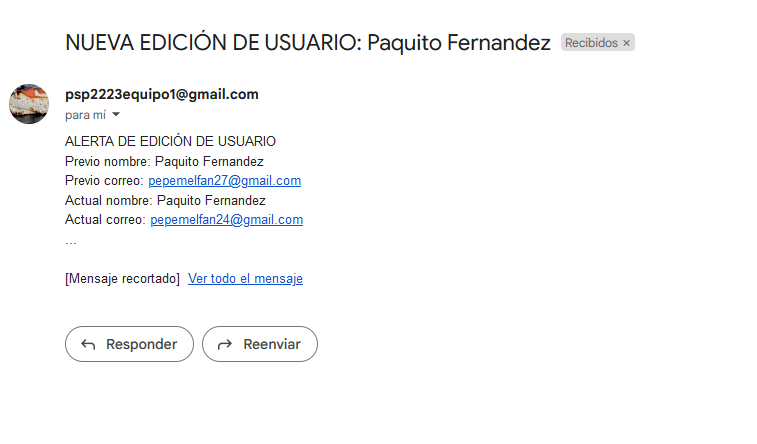 NUEVA EDICIÓN DE USUARIO: Paquito Fernandez Recibidos ×
psp2223equipo1@gmail.com
para mí
ALERTA DE EDICIÓN DE USUARIO
Previo nombre: Paquito Fernandez
Previo correo: pepemelfan27@gmail.com
Actual nombre: Paquito Fernandez
Actual correo: pepemelfan24@gmail.com
...
[Mensaje recortado] Ver todo el mensaje
Responder Reenviar